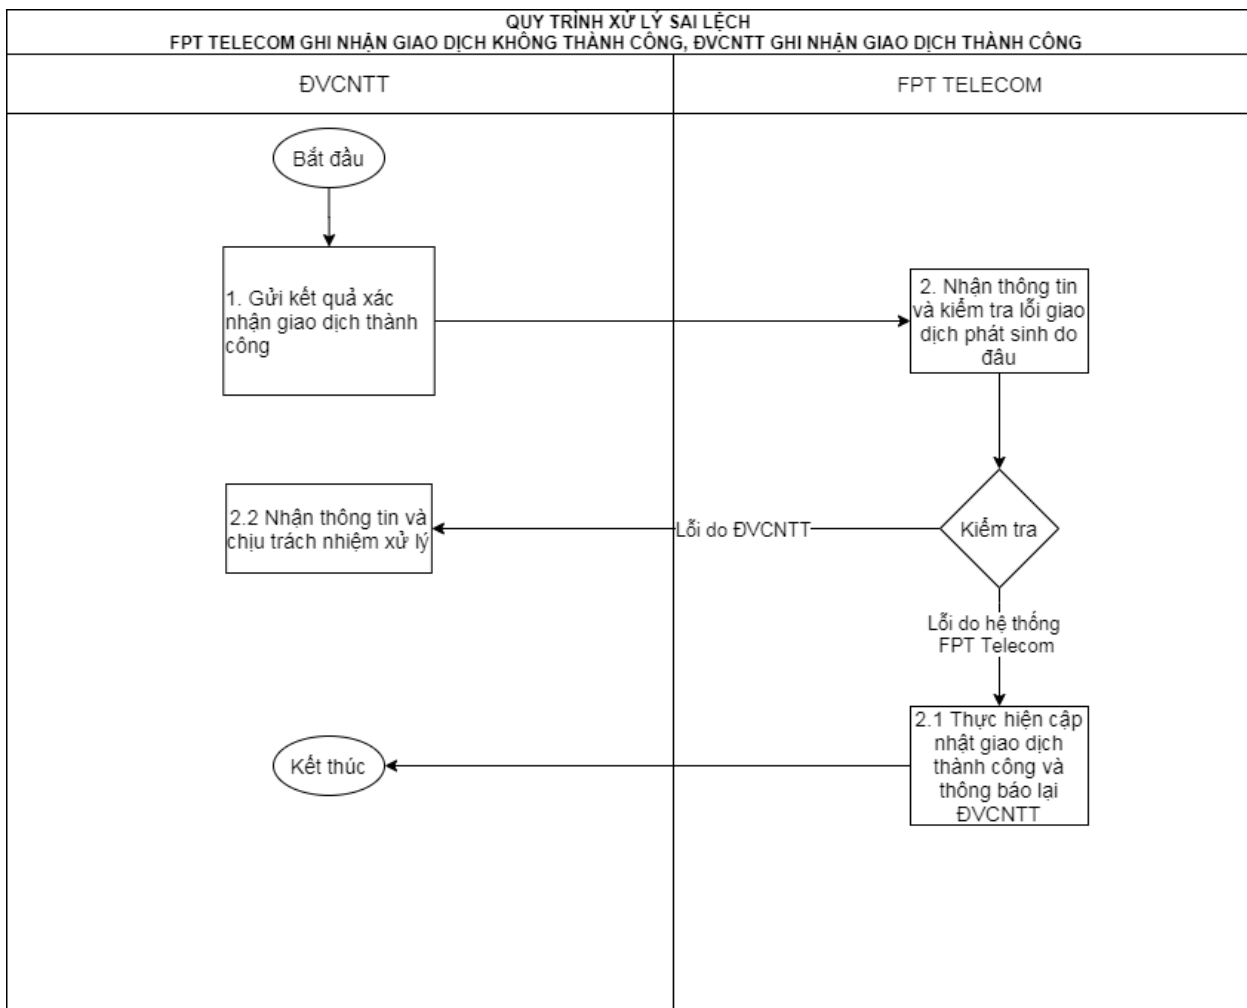 QUY TRÌNH XỬ LÝ SAI LỆCH
FPT TELECOM GHI NHẬN GIAO DỊCH KHÔNG THÀNH CÔNG, ĐVCNTT GHI NHẬN GIAO DỊCH THÀNH CÔNG
ĐVCNTT
FPT TELECOM
Bắt đầu
1. Gửi kết quả xác
nhận giao dịch thành
công
2. Nhận thông tin
và kiểm tra lỗi giao
dịch phát sinh do
đâu
2.2 Nhận thông tin và
chịu trách nhiệm xử lý
Lỗi do ĐVCNTT
Kiểm tra
Lỗi do hệ thống
FPT Telecom
2.1 Thực hiện cập
nhật giao dịch
thành công và
thông báo lại
ĐVCNTT
Kết thúc